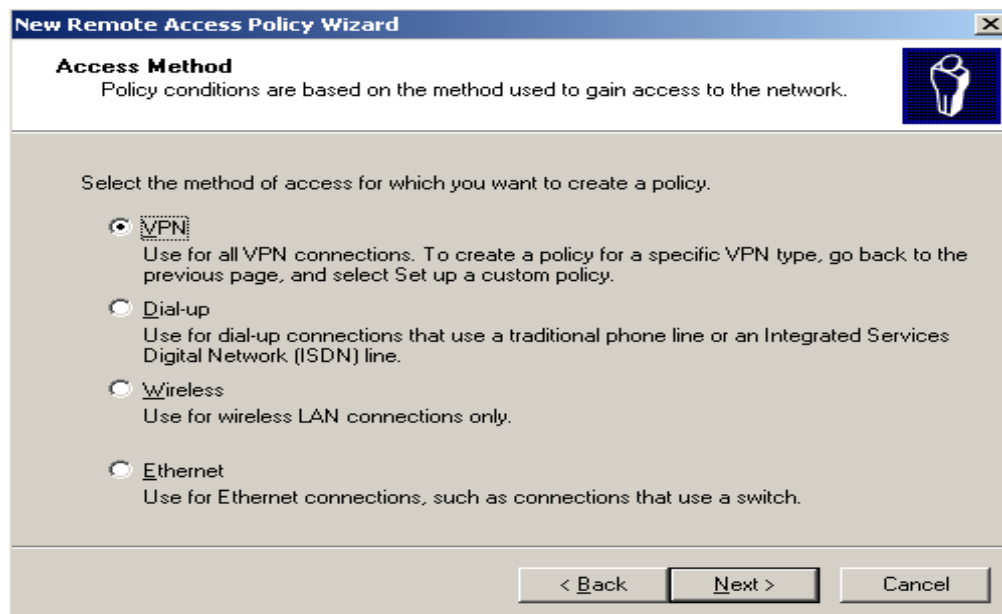 New Remote Access Policy Wizard
Access Method
Policy conditions are based on the method used to gain access to the network.
Select the method of access for which you want to create a policy.
VPN
Use for all VPN connections. To create a policy for a specific VPN type, go back to the
previous page, and select Set up a custom policy.
Dial-up
Use for dial-up connections that use a traditional phone line or an Integrated Services
Digital Network (ISDN) line.
Wireless
Use for wireless LAN connections only.
Ethernet
Use for Ethernet connections, such as connections that use a switch.
< Back Next > Cancel